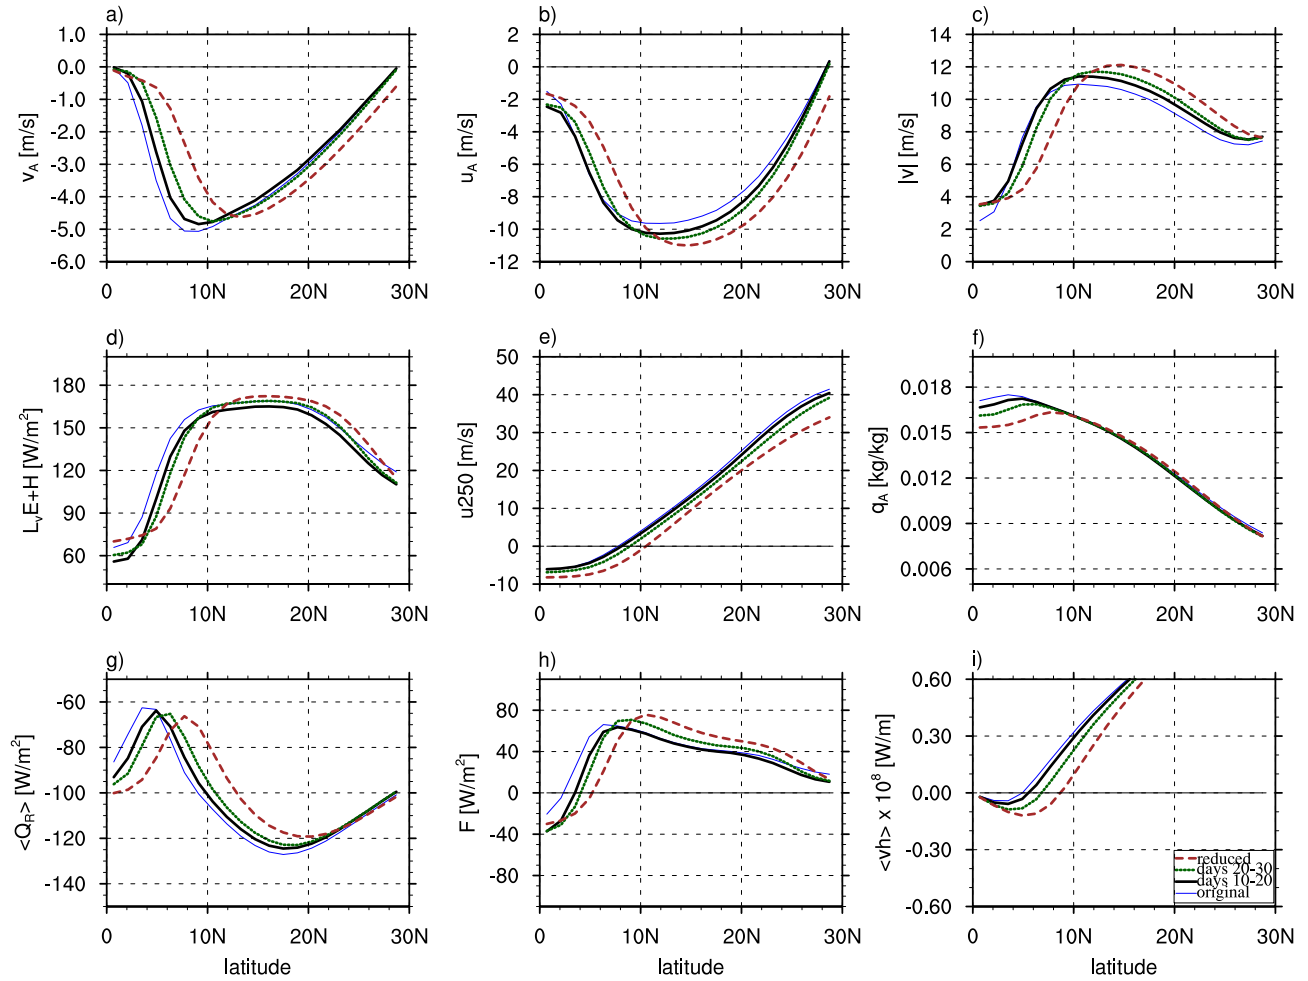 a)
1.0
0.0
-1.0
-2.0
-3.0
-4.0
-5.0
-6.0
v_A [m/s]
0 10N 20N 30N
b)
2
0
-2
-4
-6
-8
-10
-12
u_A [m/s]
0 10N 20N 30N
c)
14
12
10
8
6
4
2
0
|v| [m/s]
0 10N 20N 30N
d)
180
150
120
90
60
L_vE+H [W/m²]
0 10N 20N 30N
e)
50
40
30
20
10
0
-10
u250 [m/s]
0 10N 20N 30N
f)
0.018
0.015
0.012
0.009
0.006
q_A [kg/kg]
0 10N 20N 30N
g)
-60
-80
-100
-120
-140
<Q_R> [W/m²]
0 10N 20N 30N
latitude
h)
80
40
0
-40
-80
F [W/m²]
0 10N 20N 30N
latitude
i)
0.60
0.30
0.00
-0.30
-0.60
<vh> x 10⁸ [W/m]
reduced
days 20-30
days 10-20
original
0 10N 20N 30N
latitude